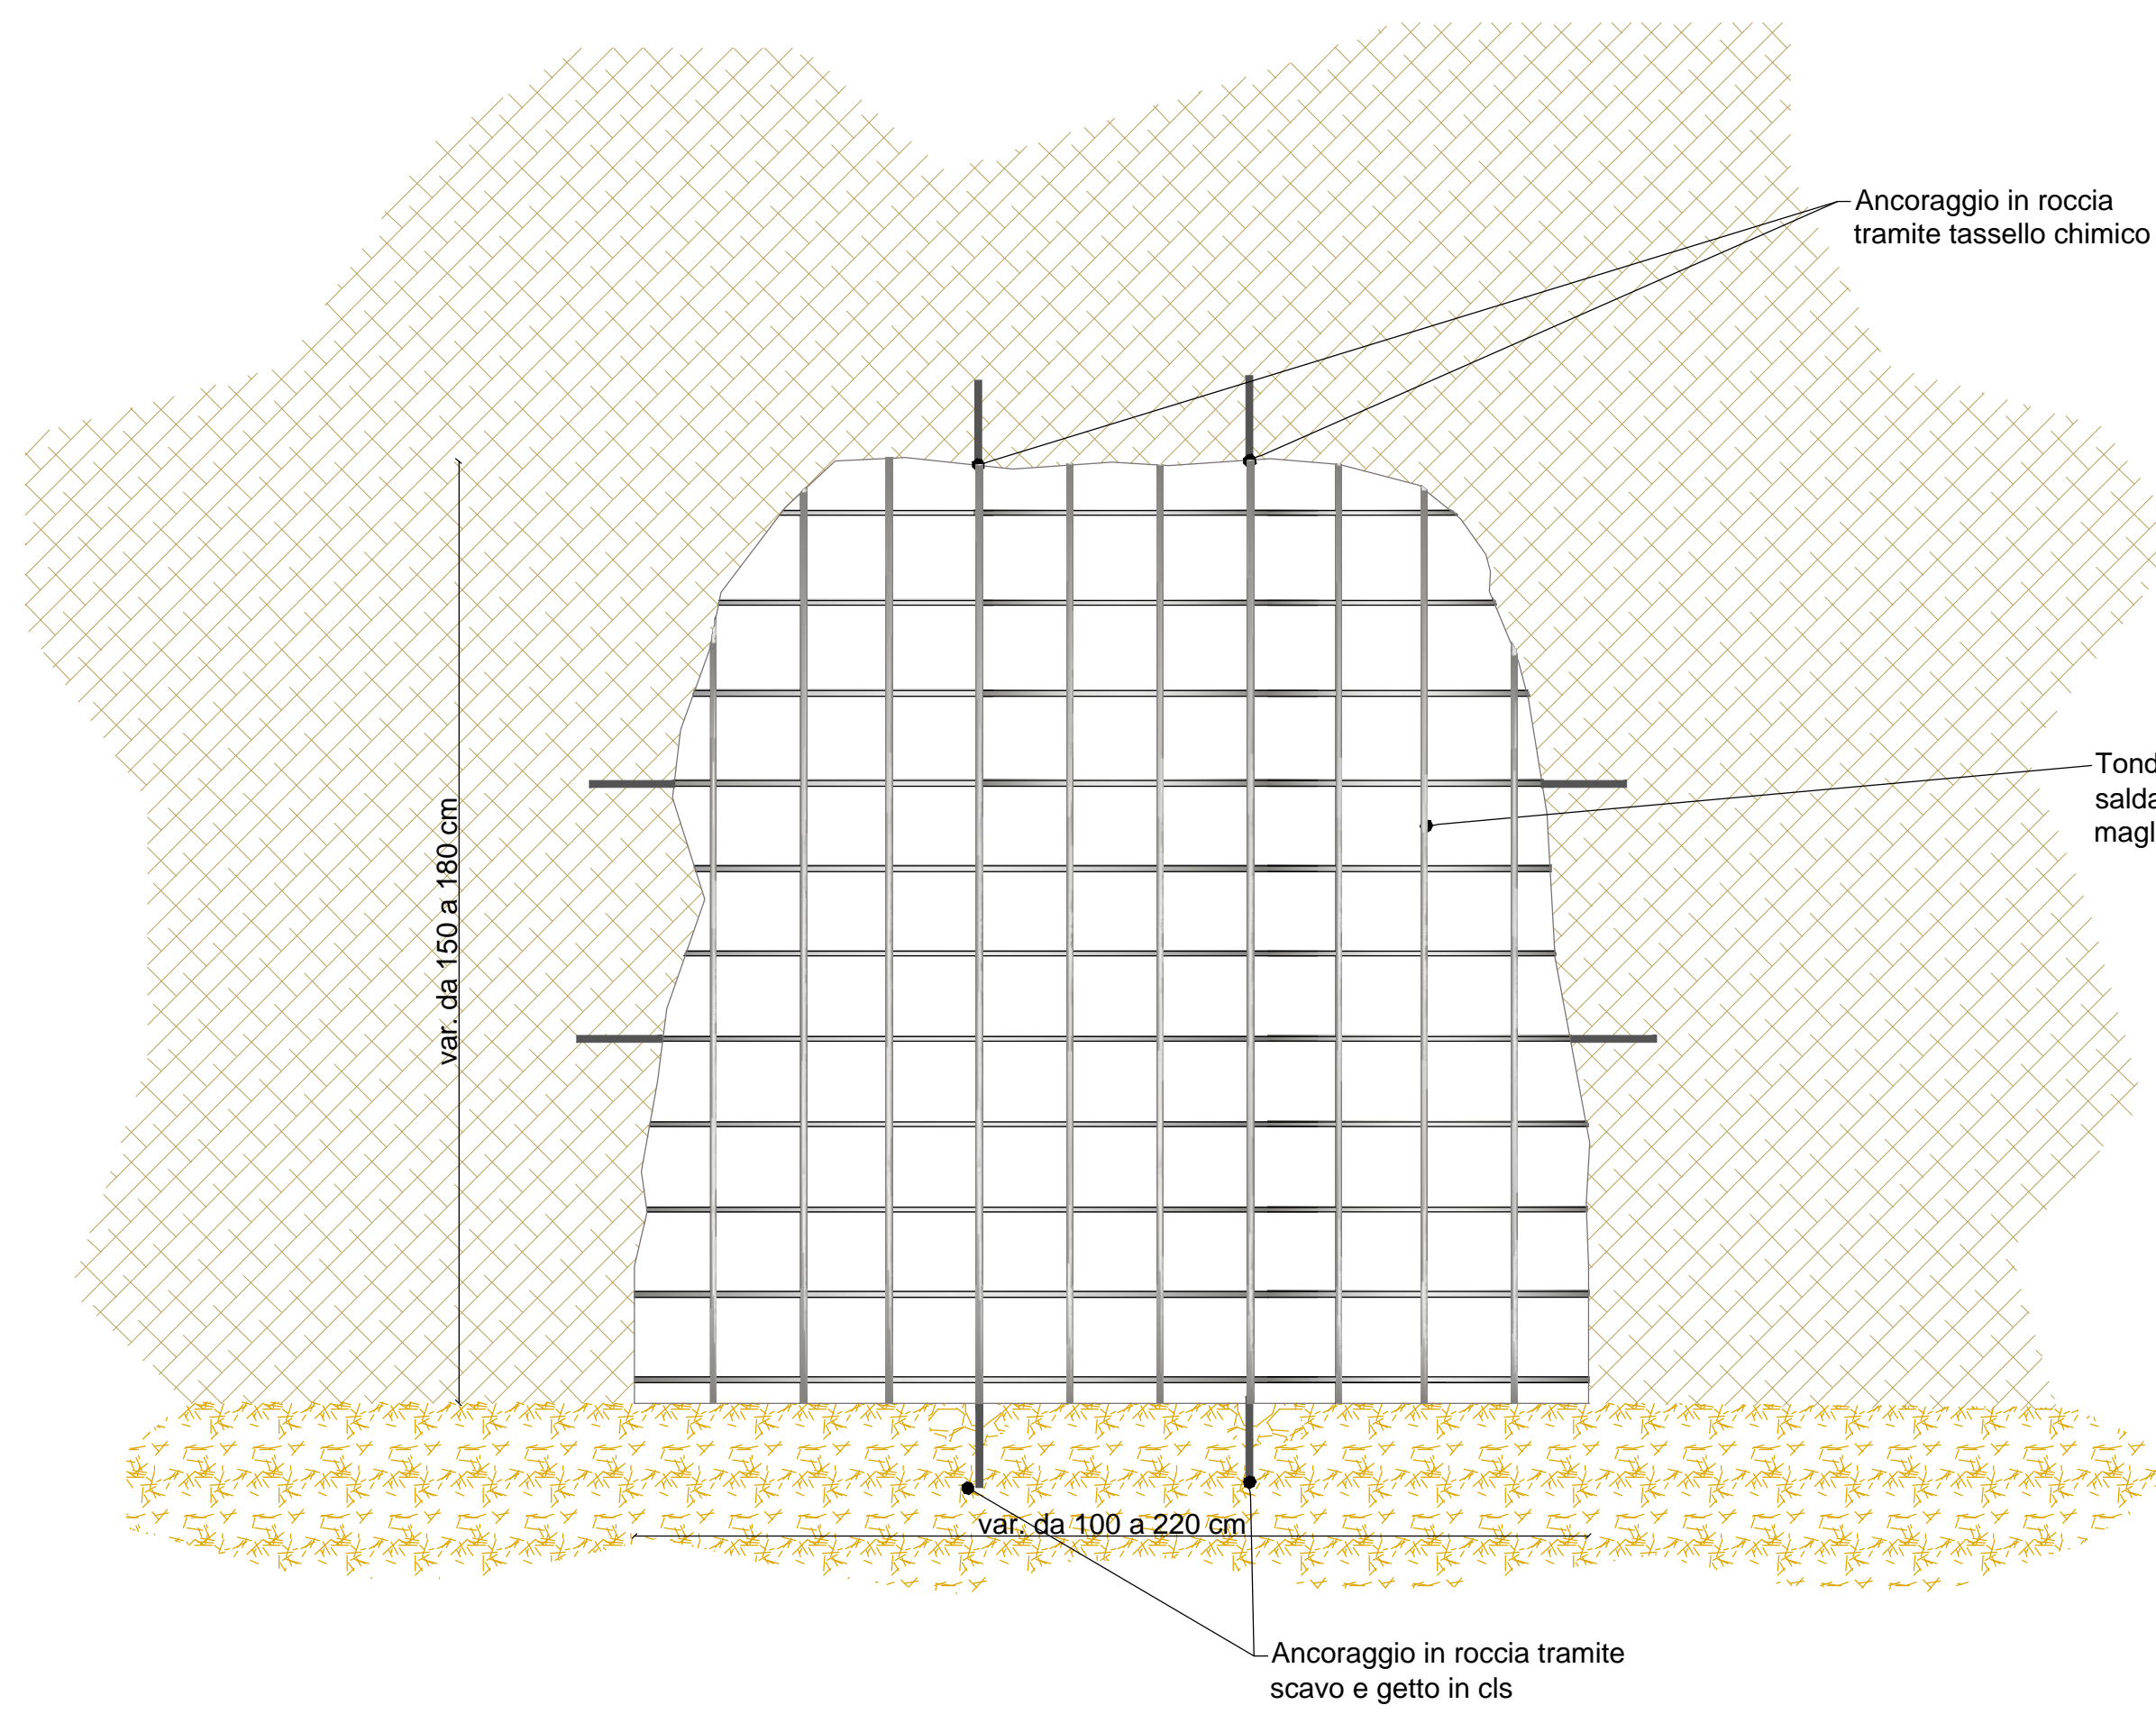 Ancoraggio in roccia
tramite tassello chimico
var. da 150 a 180 cm
var. da 100 a 220 cm
Ancoraggio in roccia tramite
scavo e getto in cls